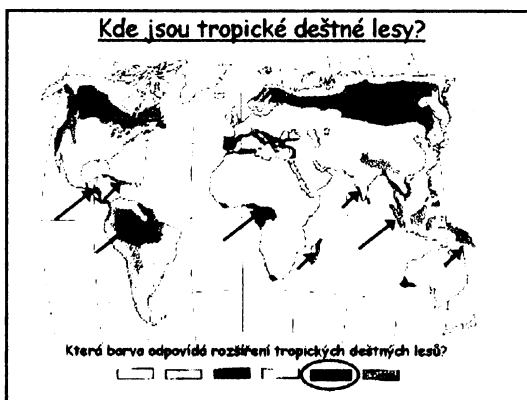 Kde jsou tropické deštné lesy?
Která barva odpovídá rozšíření tropických deštných lesů?